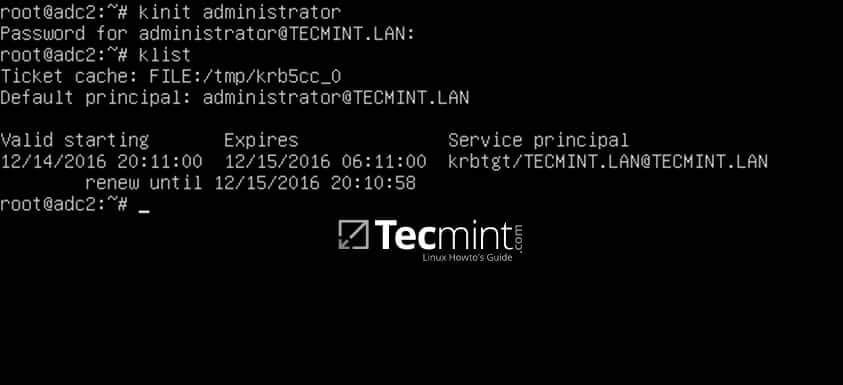 root@adc2:~# kinit administrator
Password for administrator@TECMINT.LAN:
root@adc2:~# klist
Ticket cache: FILE:/tmp/krb5cc_0
Default principal: administrator@TECMINT.LAN
Valid starting       Expires              Service principal
12/14/2016 20:11:00  12/15/2016 06:11:00  krbtgt/TECMINT.LAN@TECMINT.LAN
        renew until 12/15/2016 20:10:58
root@adc2:~# _
Tecmint.com
Linux Howto's Guide